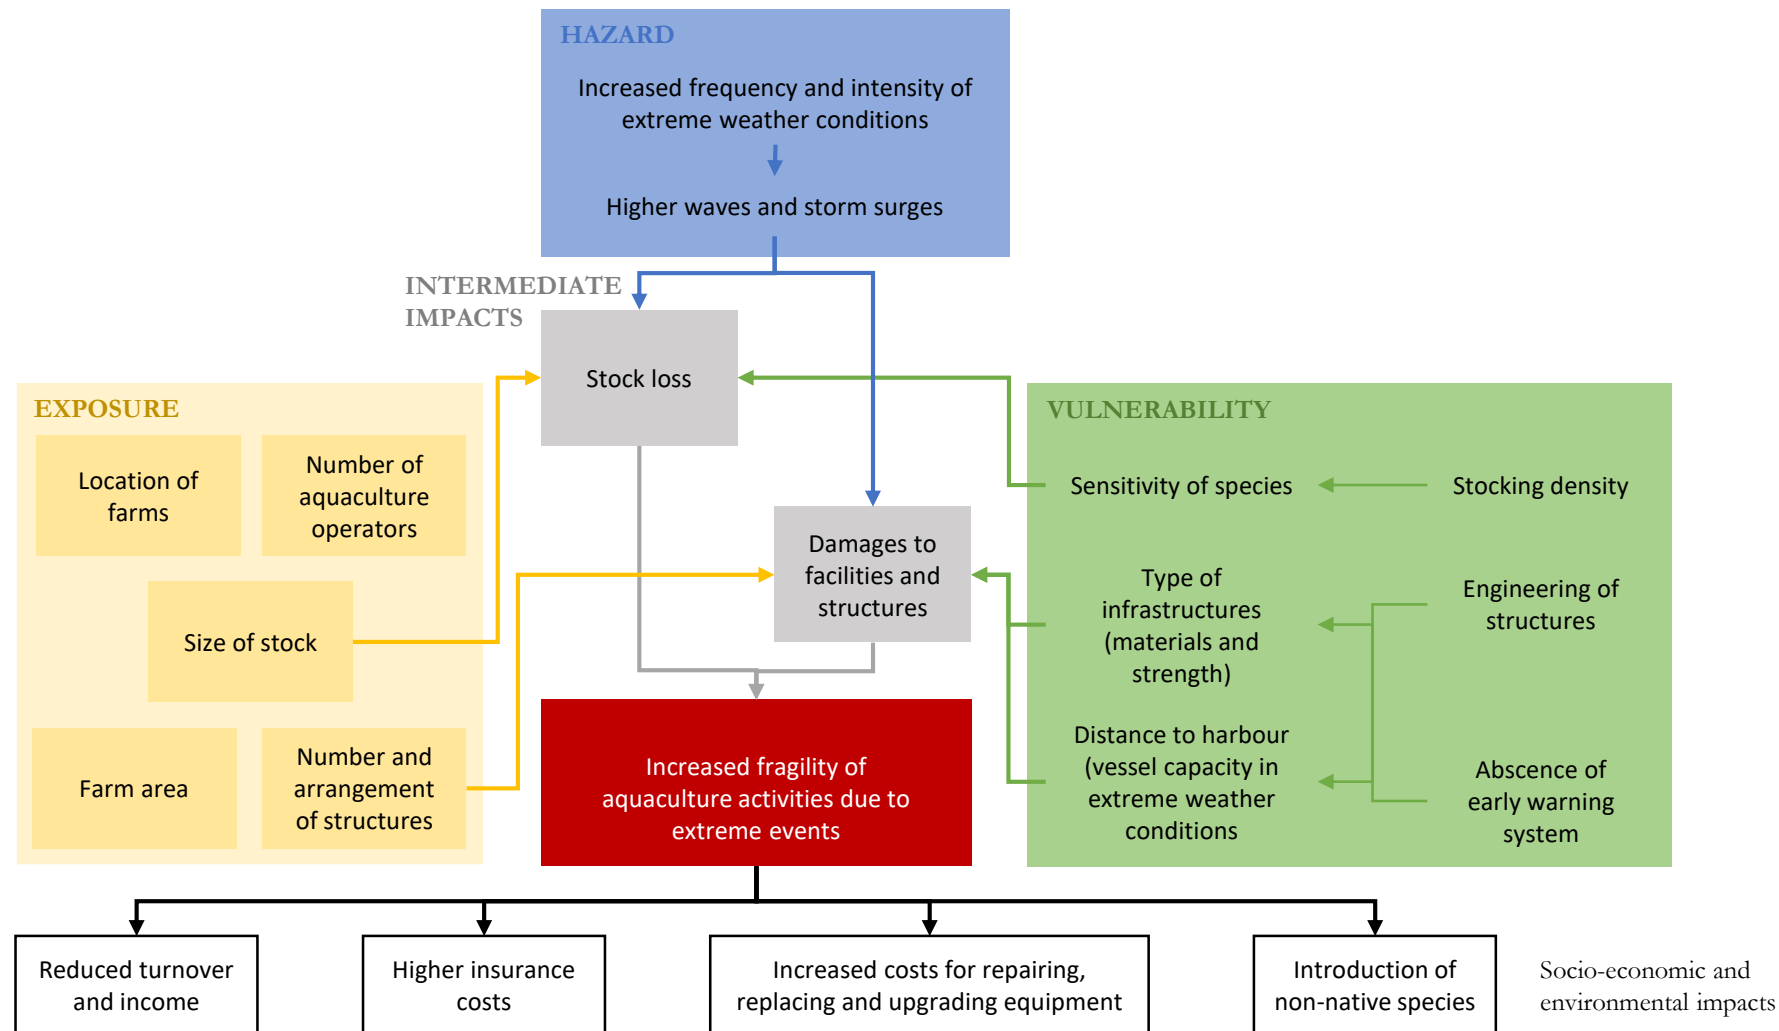 HAZARD
Increased frequency and intensity of
extreme weather conditions
Higher waves and storm surges
INTERMEDIATE
IMPACTS
Stock loss
EXPOSURE
Location of
farms
Number of
aquaculture
operators
Size of stock
Farm area
Number and
arrangement
of structures
Damages to
facilities and
structures
VULNERABILITY
Sensitivity of species
Stocking density
Type of
infrastructures
(materials and
strength)
Engineering of
structures
Distance to harbour
(vessel capacity in
extreme weather
conditions
Abscence of
early warning
system
Increased fragility of
aquaculture activities due to
extreme events
Reduced turnover
and income
Higher insurance
costs
Increased costs for repairing,
replacing and upgrading equipment
Introduction of
non-native species
Socio-economic and
environmental impacts